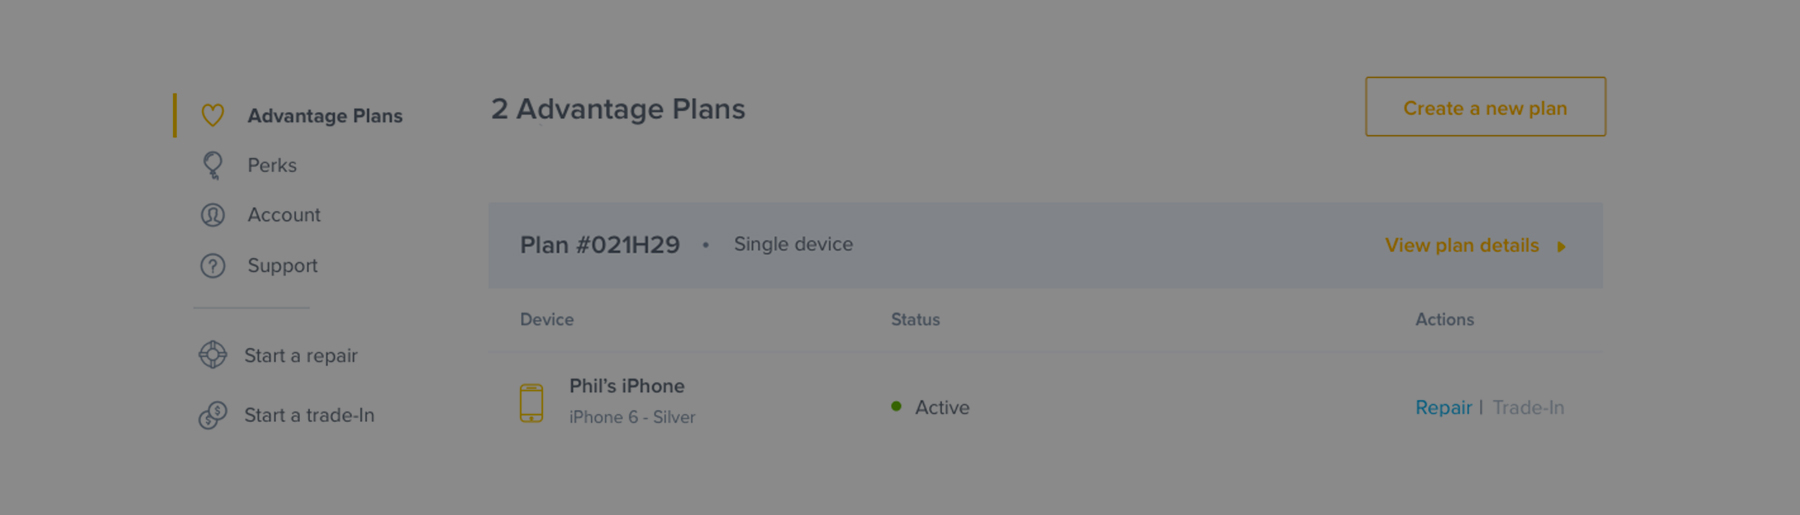 Advantage Plans
Perks
Account
Support
Start a repair
Start a trade-In
2 Advantage Plans
Create a new plan
Plan #021H29 • Single device
View plan details
Device Status Actions
Phil’s iPhone
iPhone 6 - Silver
Active
Repair | Trade-In